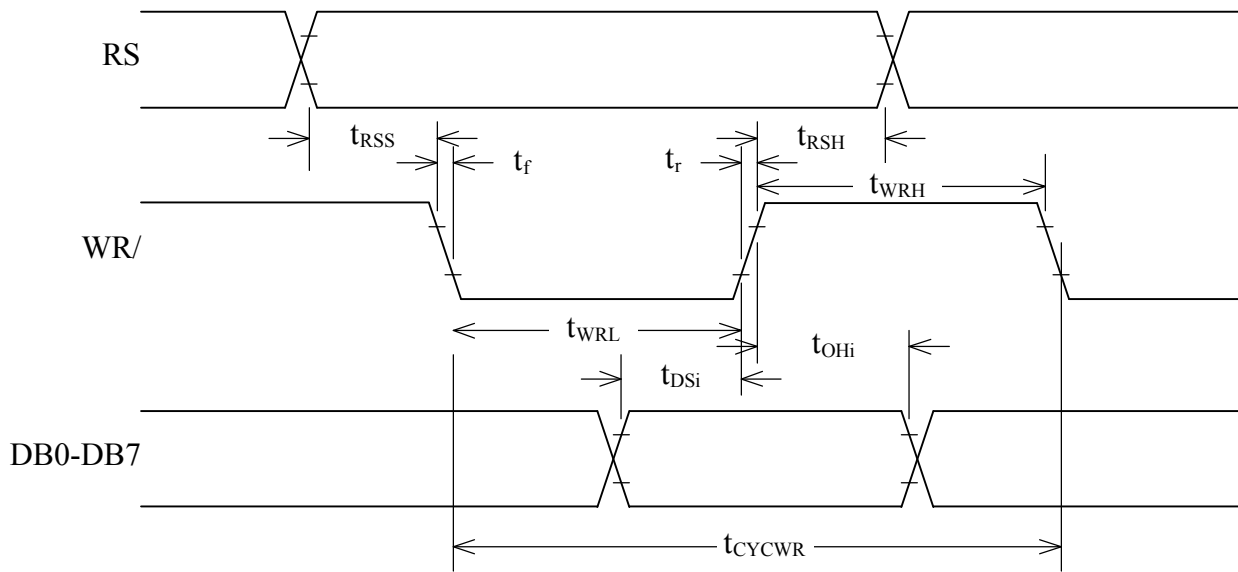 RS
tRSS
tRSH
tf
tr
tWRH
WR/
tWRL
tOHi
tDSi
DB0-DB7
tCYCWR